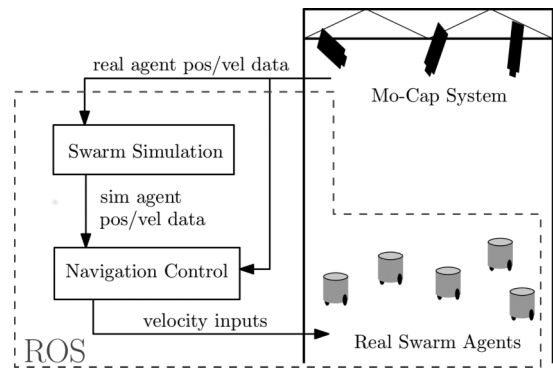 real agent pos/vel data
Mo-Cap System
Swarm Simulation
sim agent
pos/vel data
Navigation Control
velocity inputs
Real Swarm Agents
ROS